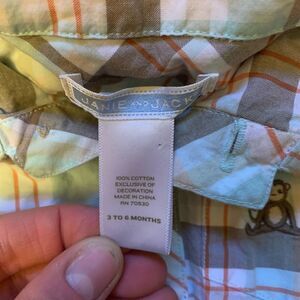 JANIE AND JACK
100% COTTON
EXCLUSIVE OF
DECORATION
MADE IN CHINA
RN 70530
3 TO 6 MONTHS